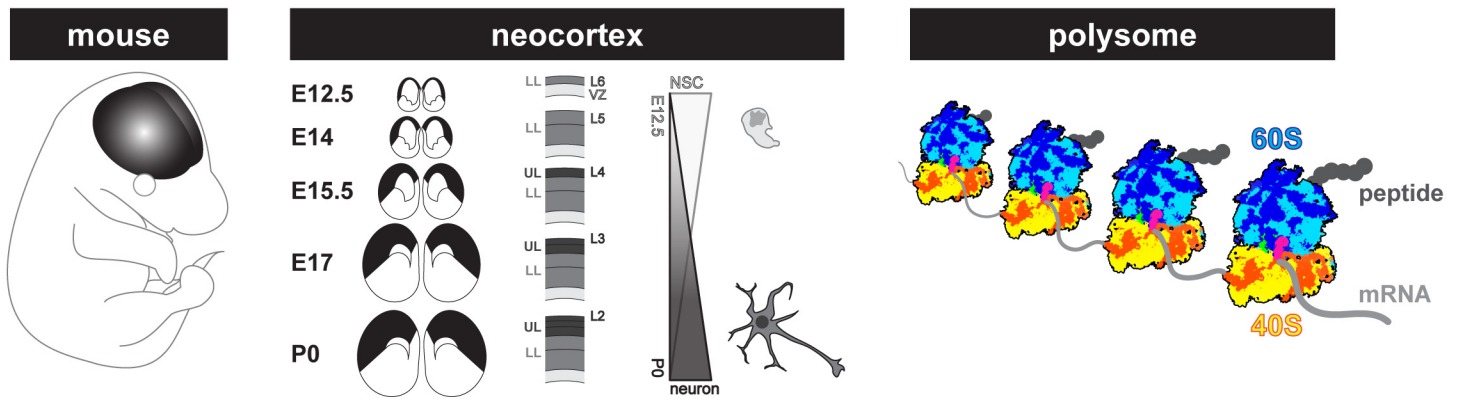 mouse
neocortex
E12.5
E14
E15.5
E17
P0
LL
L6
VZ
LL
L5
UL
LL
L4
UL
LL
L3
UL
LL
L2
NSC
E12.5
P0
neuron
polysome
60S
peptide
mRNA
40S